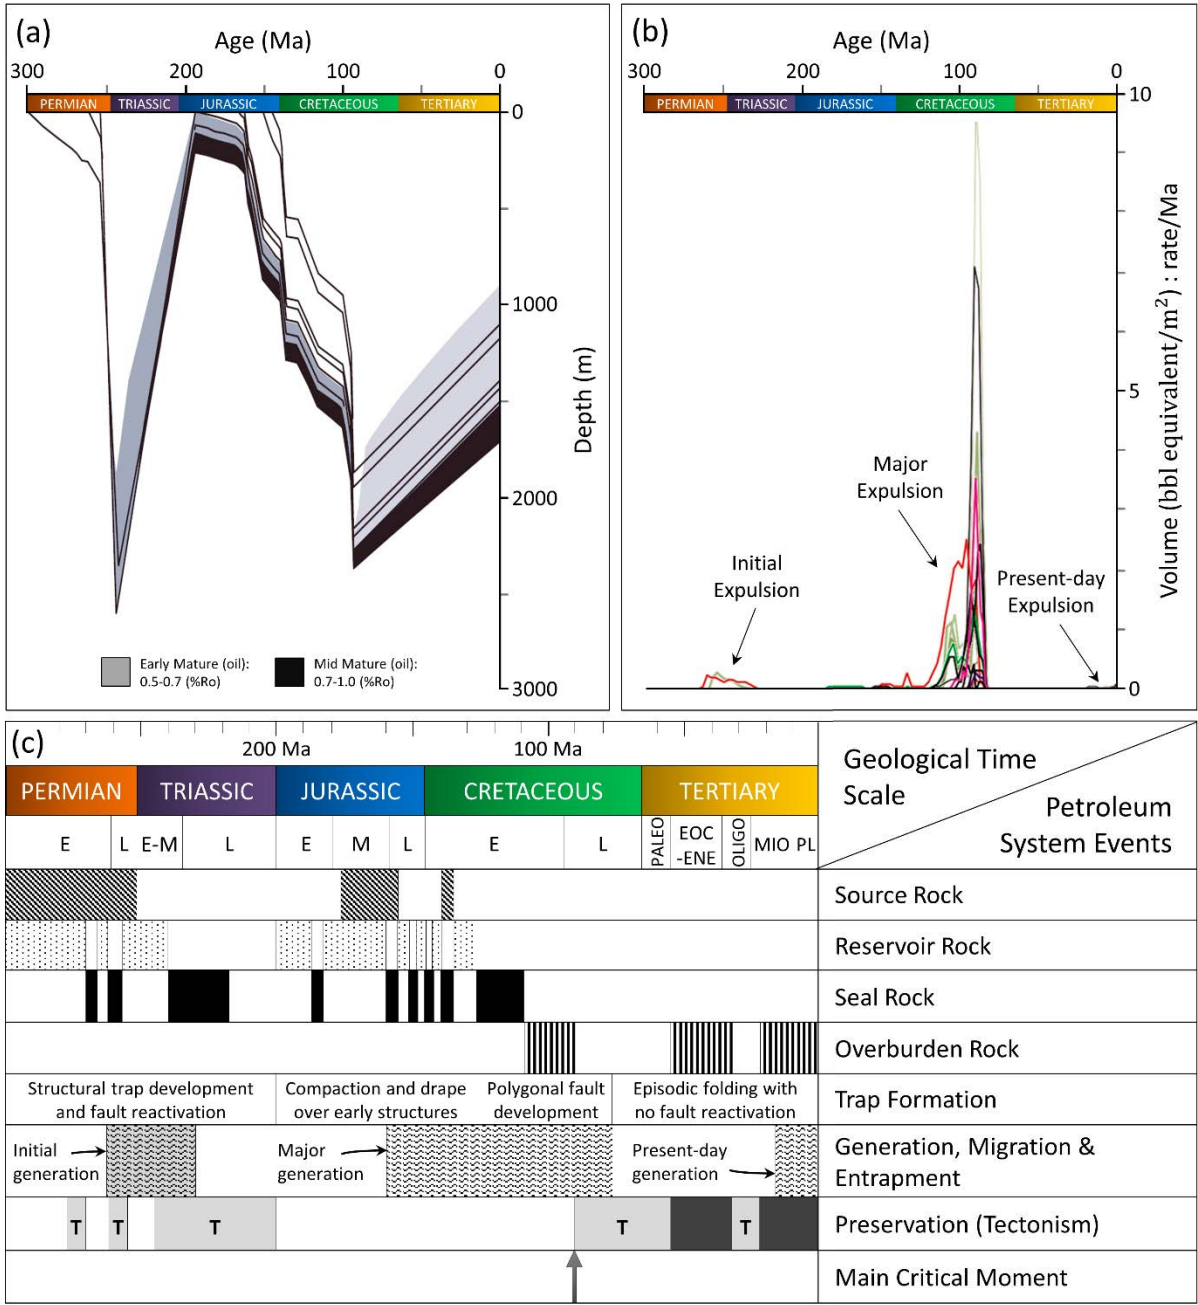 (a)
Age (Ma)
300 200 100 0
PERMIAN TRIASSIC JURASSIC CRETACEOUS TERTIARY
0
1000
2000
3000
Depth (m)
Early Mature (oil):
0.5-0.7 (%Ro)
Mid Mature (oil):
0.7-1.0 (%Ro)
(b)
Age (Ma)
300 200 100 0
PERMIAN TRIASSIC JURASSIC CRETACEOUS TERTIARY
10
5
0
Volume (bbl equivalent/m²) : rate/Ma
Major
Expulsion
Initial
Expulsion
Present-day
Expulsion
(c)
200 Ma 100 Ma
PERMIAN TRIASSIC JURASSIC CRETACEOUS TERTIARY
E L E-M L E M L E L PALEO EOC OLIGO MIO PL
-ENE
Geological Time
Scale
Petroleum
System Events
Source Rock
Reservoir Rock
Seal Rock
Overburden Rock
Structural trap development
and fault reactivation
Compaction and drape
over early structures
Polygonal fault
development
Episodic folding with
no fault reactivation
Trap Formation
Initial
generation
Major
generation
Present-day
generation
Generation, Migration &
Entrapment
T T T T T
Preservation (Tectonism)
Main Critical Moment